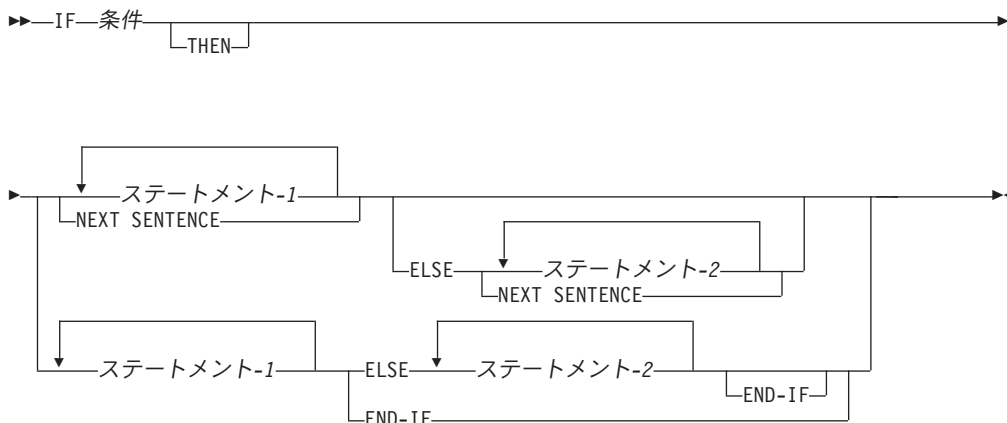 IF 条件
THEN
ステートメント-1
NEXT SENTENCE
ELSE ステートメント-2
NEXT SENTENCE
ステートメント-1 ELSE ステートメント-2
END-IF
END-IF